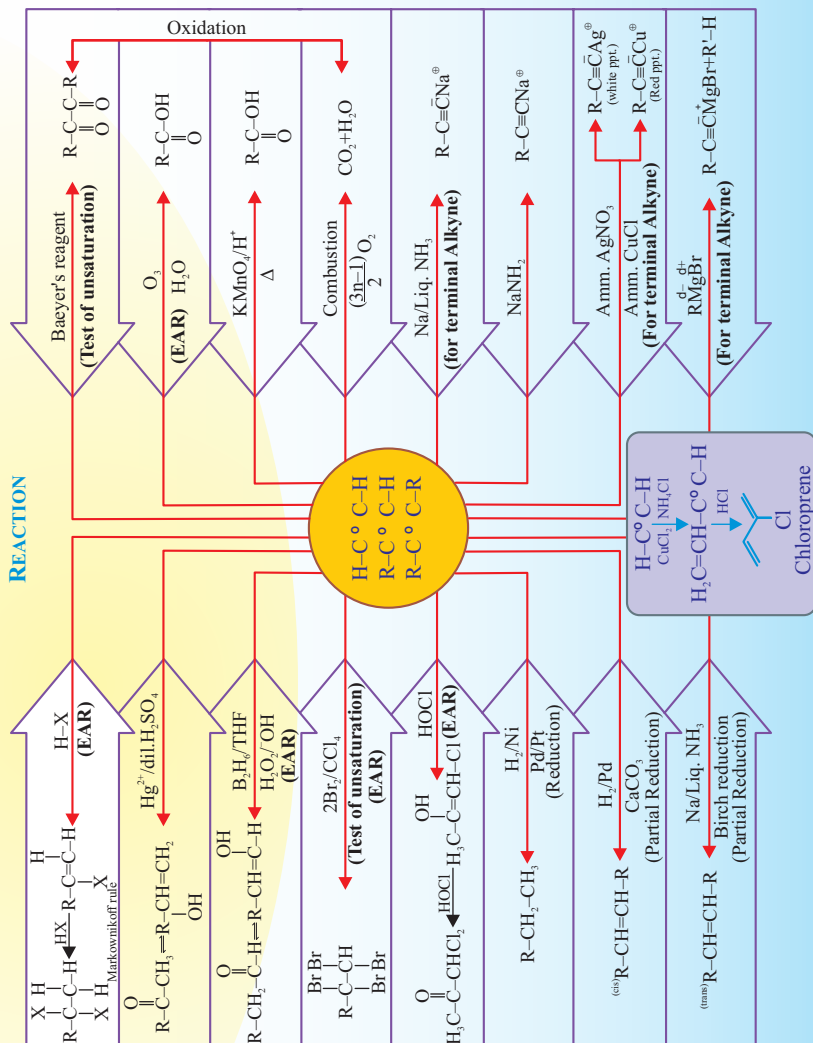 REACTION
H–C ° C–H
R–C ° C–H
R–C ° C–R
Baeyer's reagent
(Test of unsaturation)
R–C–C–R
O O
Oxidation
O₃
(EAR) H₂O
R–C–OH
O
KMnO₄/H⁺
Δ
R–C–OH
O
Combustion
(3n–1)/2 O₂
CO₂+H₂O
Na/Liq. NH₃
(for terminal Alkyne)
R–C≡C̄Na⊕
NaNH₂
R–C≡CNa⊕
Amm. AgNO₃
Amm. CuCl
(For terminal Alkyne)
R–C≡C̄Ag⊕
(white ppt.)
R–C≡C̄Cu⊕
(Red ppt.)
d– d+
RMgBr
(For terminal Alkyne)
R–C≡C̄M⁺gBr+R'–H
H–X
(EAR)
X H
R–C–C–H
X H
HX
Markownikoff rule
H
R–C=C–H
X
Hg²⁺/dil.H₂SO₄
O
R–C–CH₃⇌R–CH=CH₂
OH
B₂H₆/THF
H₂O₂/⁻OH
(EAR)
O OH
R–CH₂–C–H⇌R–CH=C–H
2Br₂/CCl₄
(Test of unsaturation)
(EAR)
Br Br
R–C–CH
Br Br
HOCl
(EAR)
O OH
H₃C–C–CHCl₂ HOCl H₃C–C=CH–Cl
H₂/Ni
Pd/Pt
(Reduction)
R–CH₂–CH₃
H₂/Pd
CaCO₃
(Partial Reduction)
(cis)R–CH=CH–R
Na/Liq. NH₃
Birch reduction
(Partial Reduction)
(trans)R–CH=CH–R
H–C° C–H
CuCl₂ NH₄Cl
H₂C=CH–C° C–H
HCl
Cl
Chloroprene